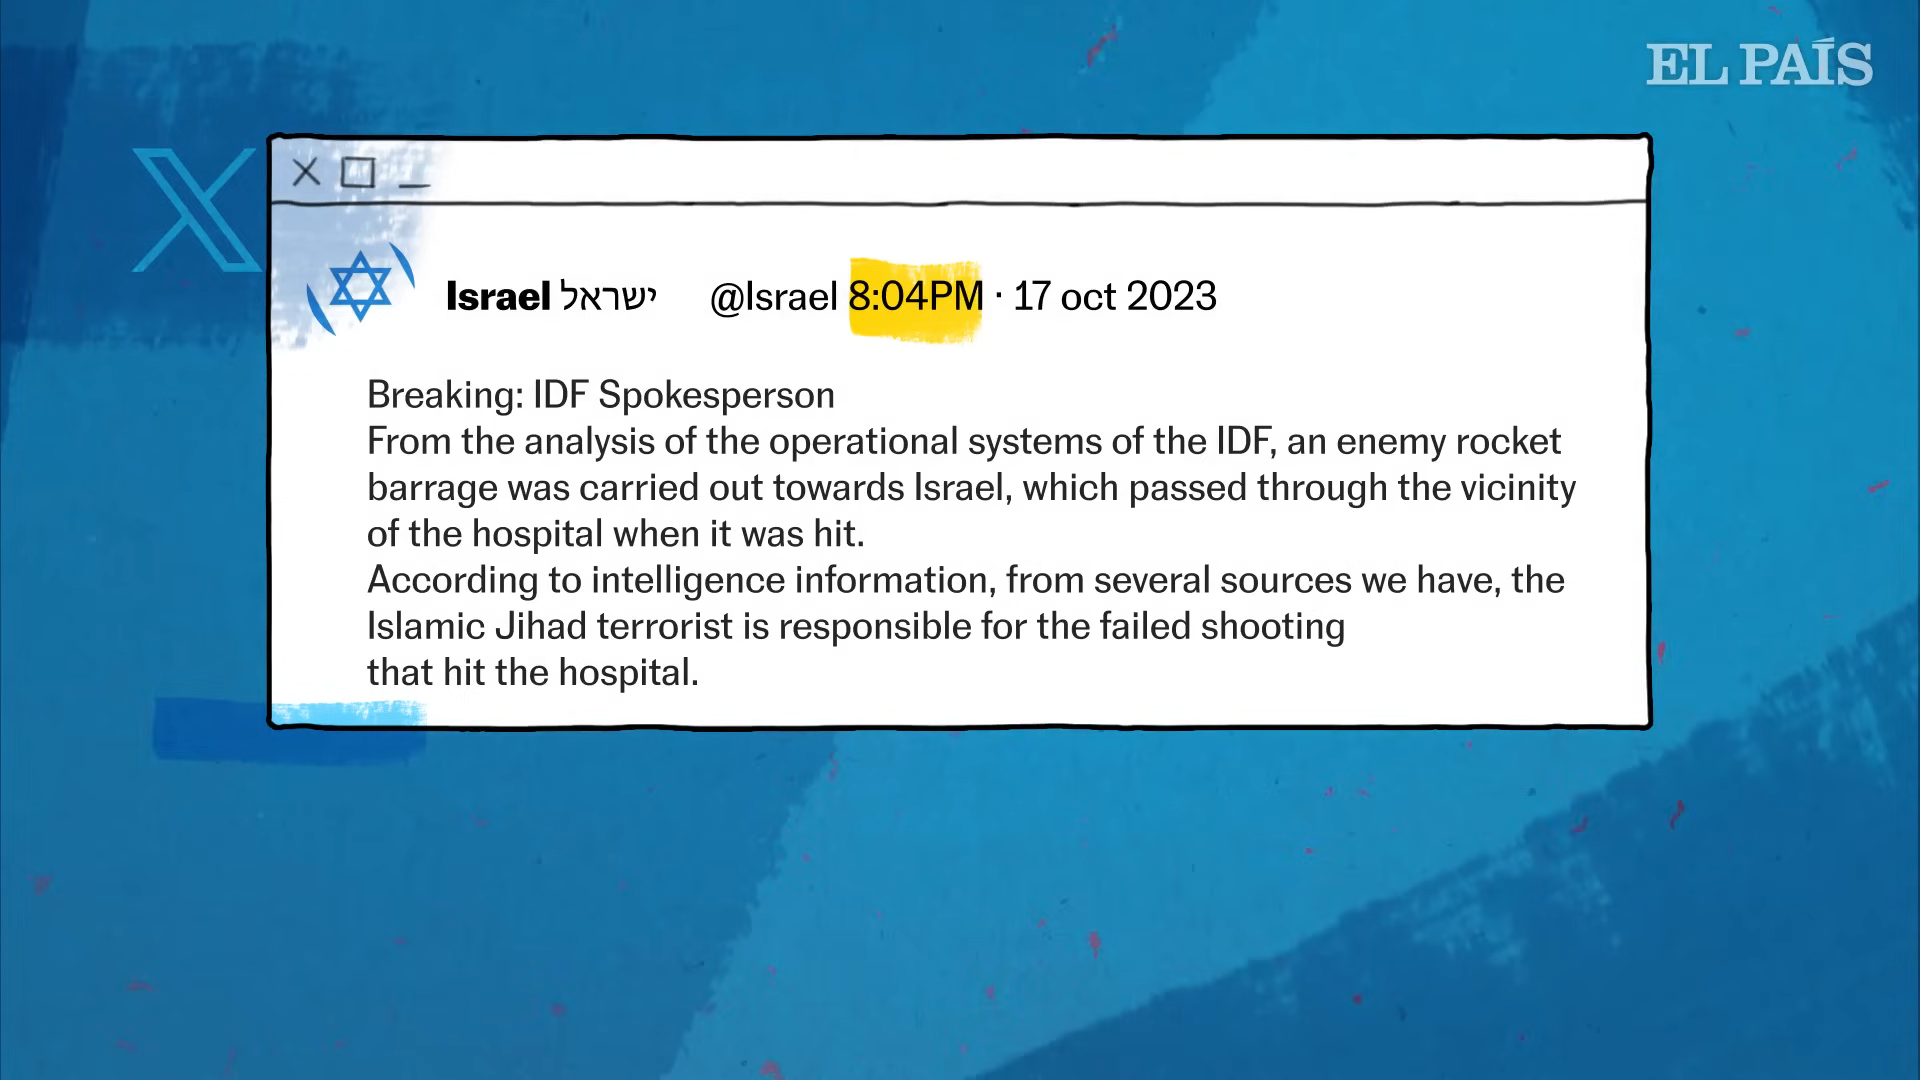 EL PAÍS
Israel ישראל @Israel 8:04PM · 17 oct 2023
Breaking: IDF Spokesperson
From the analysis of the operational systems of the IDF, an enemy rocket
barrage was carried out towards Israel, which passed through the vicinity
of the hospital when it was hit.
According to intelligence information, from several sources we have, the
Islamic Jihad terrorist is responsible for the failed shooting
that hit the hospital.